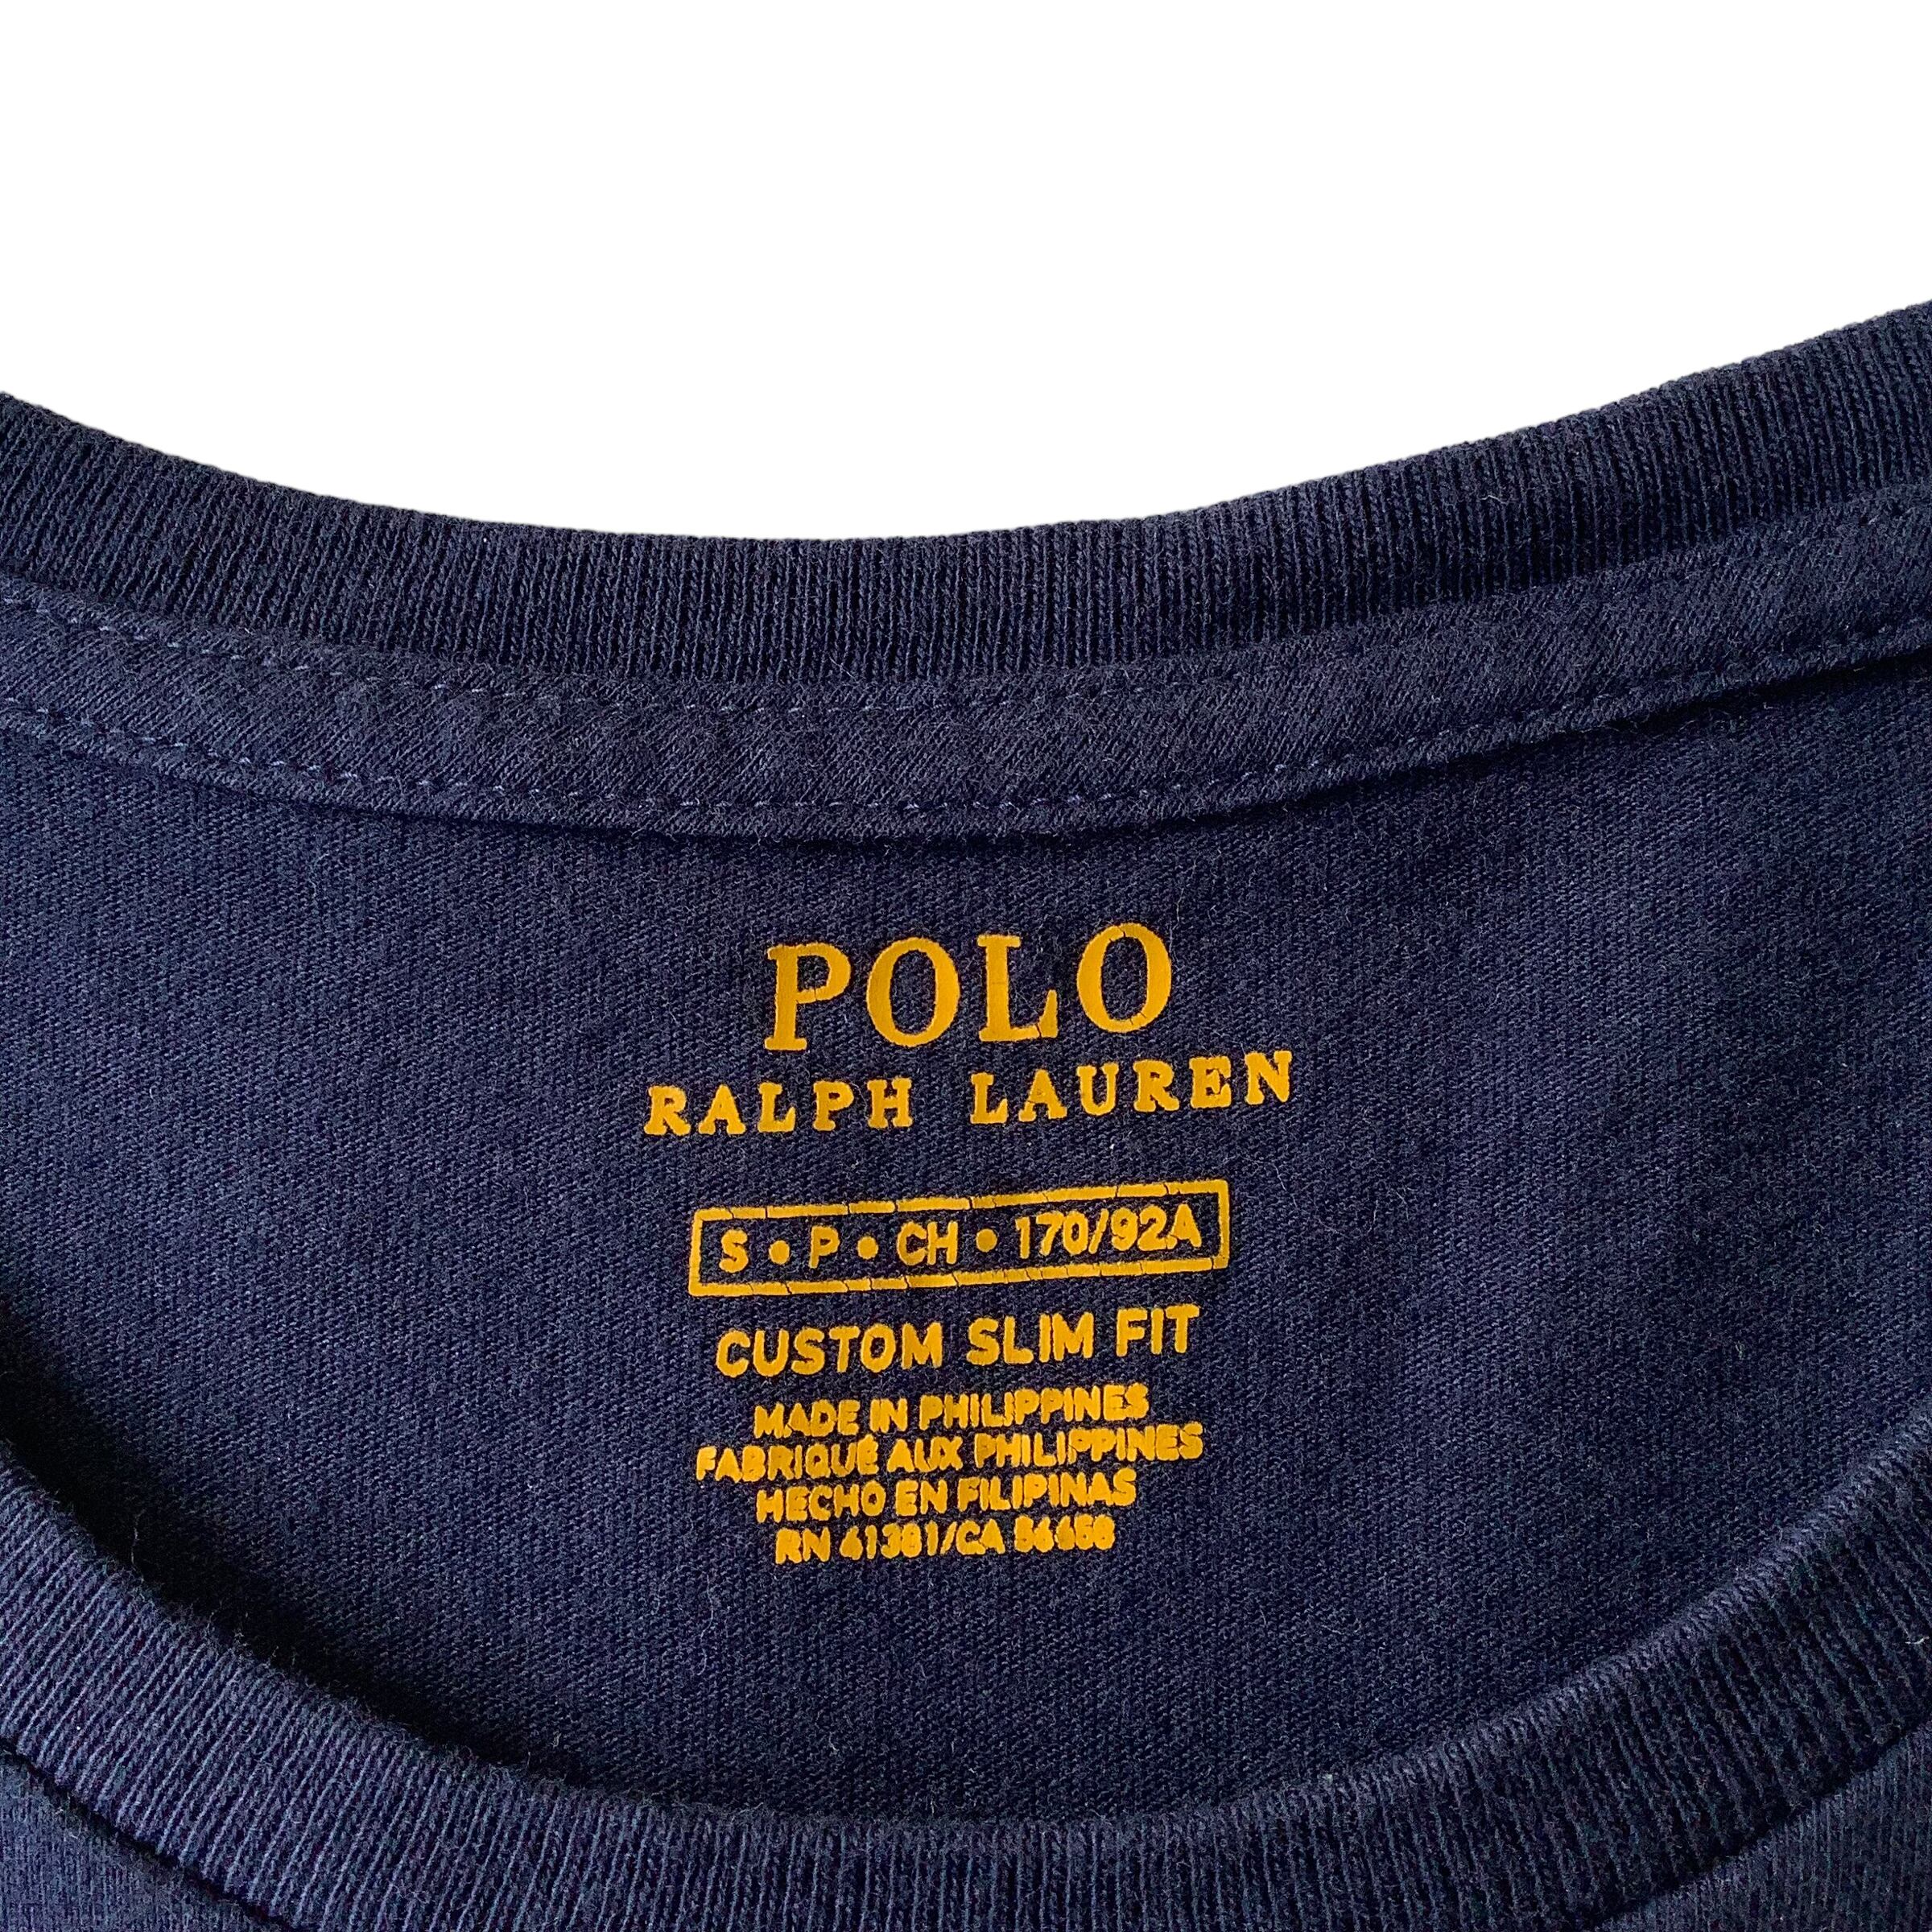 POLO
RALPH LAUREN
S • P • CH • 170/92A
CUSTOM SLIM FIT
MADE IN PHILIPPINES
FABRIQUÉ AUX PHILIPPINES
HECHO EN FILIPINAS
RN 41381/CA 56658